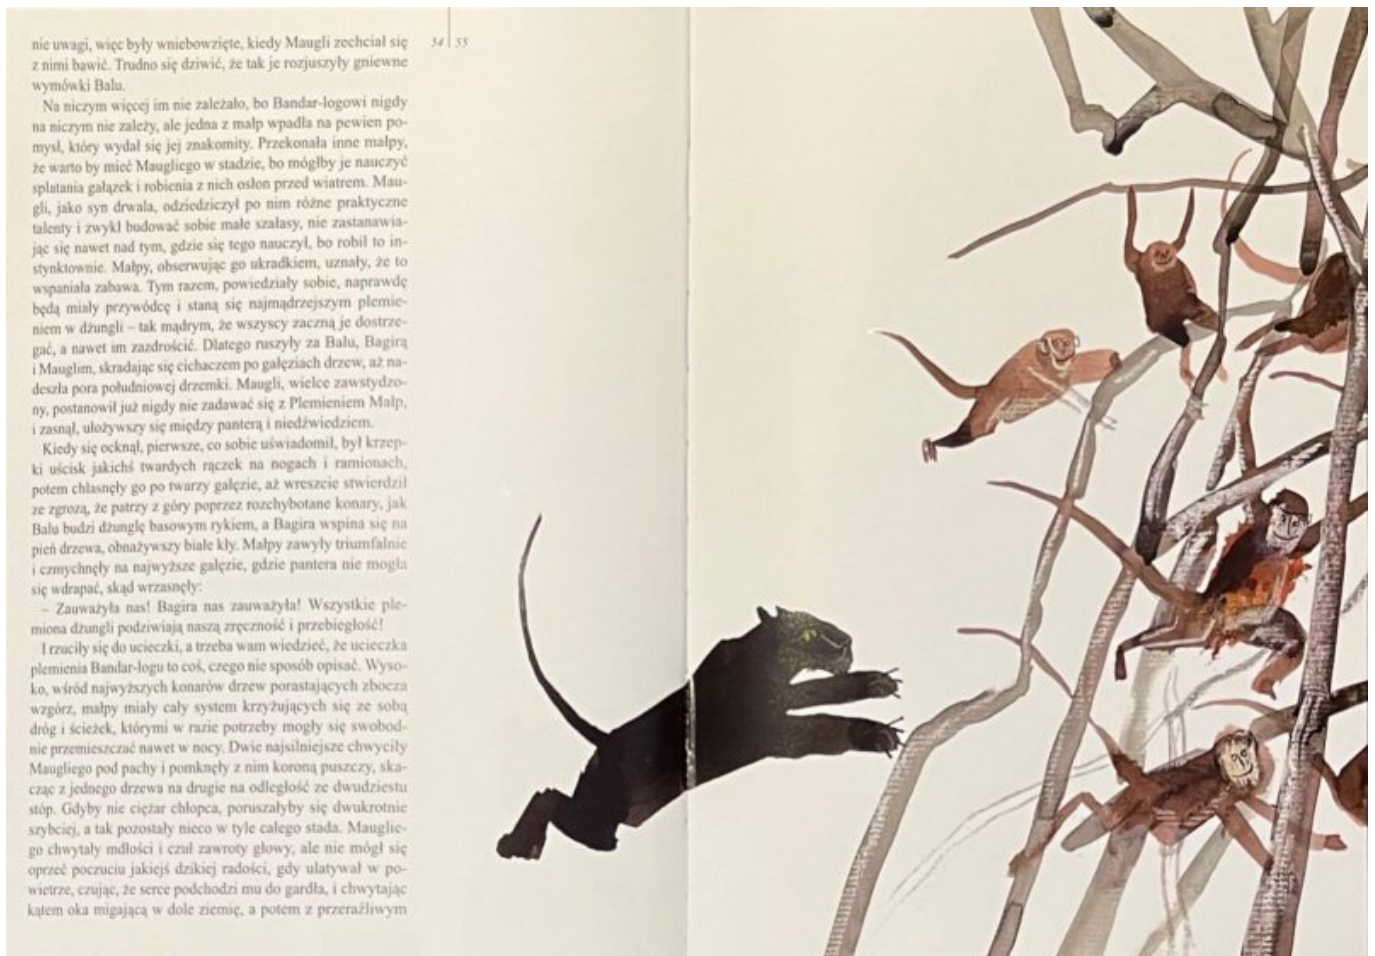 nie uwagi, więc były wniebowzięte, kiedy Maugli zechciał się
z nimi bawić. Trudno się dziwić, że tak je rozjuszyły gniewne
wymówki Balu.
Na niczym więcej im nie zależało, bo Bandar-logowi nigdy
na niczym nie zależy, ale jedna z małp wpadła na pewien po-
mysł, który wydał się jej znakomity. Przekonała inne małpy,
że warto by mieć Maugliego w stadzie, bo mógłby je nauczyć
splatania gałązek i robienia z nich osłon przed wiatrem. Mau-
gli, jako syn drwala, odziedziczył po nim różne praktyczne
talenty i zwykł budować sobie małe szałasy, nie zastanawia-
jąc się nawet nad tym, gdzie się tego nauczył, bo robił to in-
stynktownie. Małpy, obserwując go ukradkiem, uznały, że to
wspaniała zabawa. Tym razem, powiedziały sobie, naprawdę
będą miały przywódcę i staną się najmądrzejszym plemie-
niem w dżungli – tak mądrym, że wszyscy zaczną je dostrze-
gać, a nawet im zazdrościć. Dlatego ruszyły za Balu, Bagirą
i Mauglim, skradając się cichaczem po gałęziach drzew, aż na-
deszła pora południowej drzemki. Maugli, wielce zawstydzo-
ny, postanowił już nigdy nie zadawać się z Plemieniem Małp,
i zasnął, ułożywszy się między panterą i niedźwiedziem.
Kiedy się ocknął, pierwsze, co sobie uświadomił, był krzep-
ki uścisk jakichś twardych rączek na nogach i ramionach,
potem chlasnęły go po twarzy gałęzie, aż wreszcie stwierdził
ze zgrozą, że patrzy z góry poprzez rozchybotane konary, jak
Balu budzi dżunglę basowym rykiem, a Bagira wspina się na
pień drzewa, obnażywszy białe kły. Małpy zawyły triumfalnie
i czmychnęły na najwyższe gałęzie, gdzie pantera nie mogła
się wdrapać, skąd wrzasnęły:
– Zauważyła nas! Bagira nas zauważyła! Wszystkie ple-
miona dżungli podziwiają naszą zręczność i przebiegłość!
I rzuciły się do ucieczki, a trzeba wam wiedzieć, że ucieczka
plemienia Bandar-logu to coś, czego nie sposób opisać. Wyso-
ko, wśród najwyższych konarów drzew porastających zbocza
wzgórz, małpy miały cały system krzyżujących się ze sobą
dróg i ścieżek, którymi w razie potrzeby mogły się swobod-
nie przemieszczać nawet w nocy. Dwie najsilniejsze chwyciły
Maugliego pod pachy i pomknęły z nim koroną puszczy, ska-
cząc z jednego drzewa na drugie na odległość ze dwudziestu
stóp. Gdyby nie ciężar chłopca, poruszałyby się dwukrotnie
szybciej, a tak pozostały nieco w tyle całego stada. Mauglie-
go chwytały mdłości i czuł zawroty głowy, ale nie mógł się
oprzeć poczuciu jakiejś dzikiej radości, gdy ulatywał w po-
wietrze, czując, że serce podchodzi mu do gardła, i chwytając
kątem oka migającą w dole ziemię, a potem z przeraźliwym
54 55